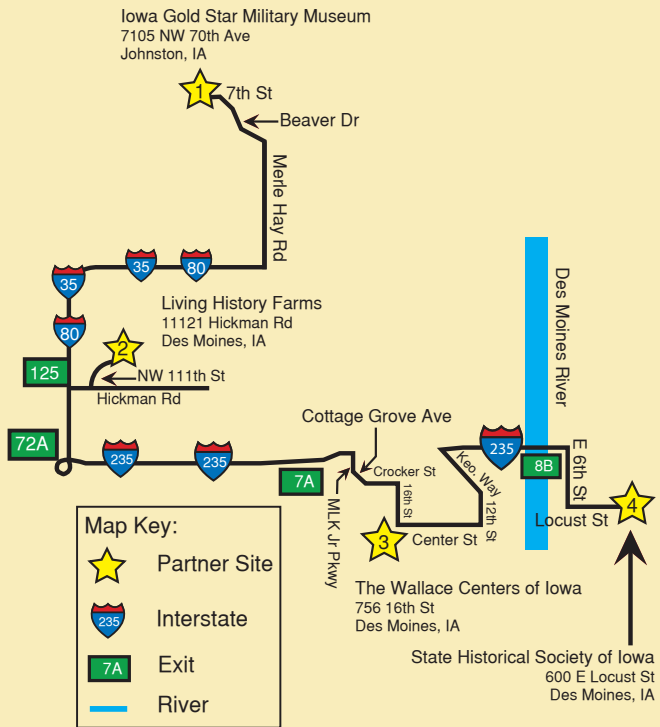 Iowa Gold Star Military Museum
7105 NW 70th Ave
Johnston, IA
1
7th St
Beaver Dr
Merle Hay Rd
35
35
80
80
Living History Farms
11121 Hickman Rd
Des Moines, IA
2
125
NW 111th St
Hickman Rd
72A
235
235
7A
Cottage Grove Ave
Crocker St
MLK Jr Pkwy
16th St
3
Center St
12th St
Keo. Way
235
8B
Des Moines River
E 6th St
Locust St
4
The Wallace Centers of Iowa
756 16th St
Des Moines, IA
State Historical Society of Iowa
600 E Locust St
Des Moines, IA
Map Key:
Partner Site
235
Interstate
7A
Exit
River